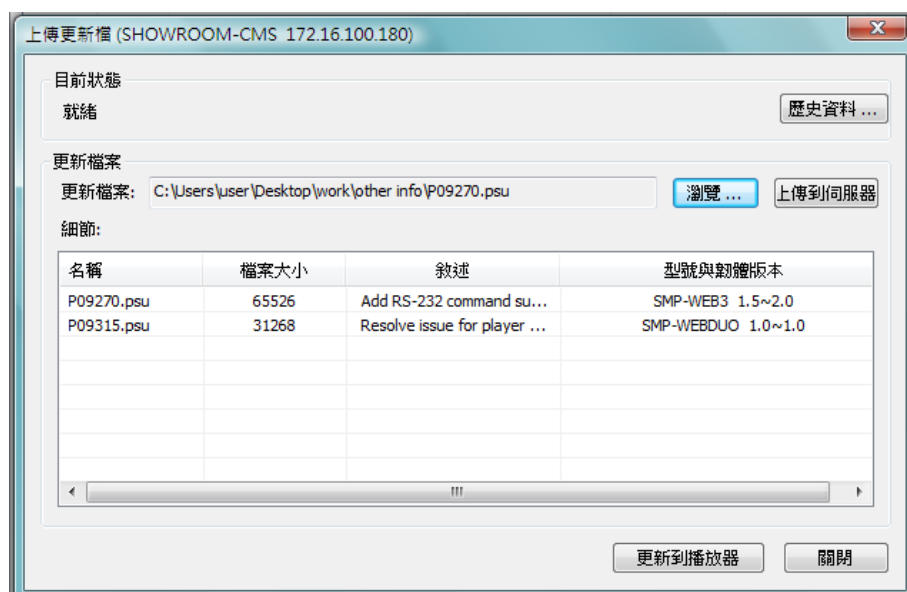 上傳更新檔 (SHOWROOM-CMS 172.16.100.180)
目前狀態
就緒
歷史資料 ...
更新檔案
更新檔案: C:\Users\user\Desktop\work\other info\P09270.psu
瀏覽 ...
上傳到伺服器
細節:
名稱 檔案大小 敘述 型號與韌體版本
P09270.psu 65526 Add RS-232 command su... SMP-WEB3 1.5~2.0
P09315.psu 31268 Resolve issue for player ... SMP-WEBDUO 1.0~1.0
更新到播放器
關閉